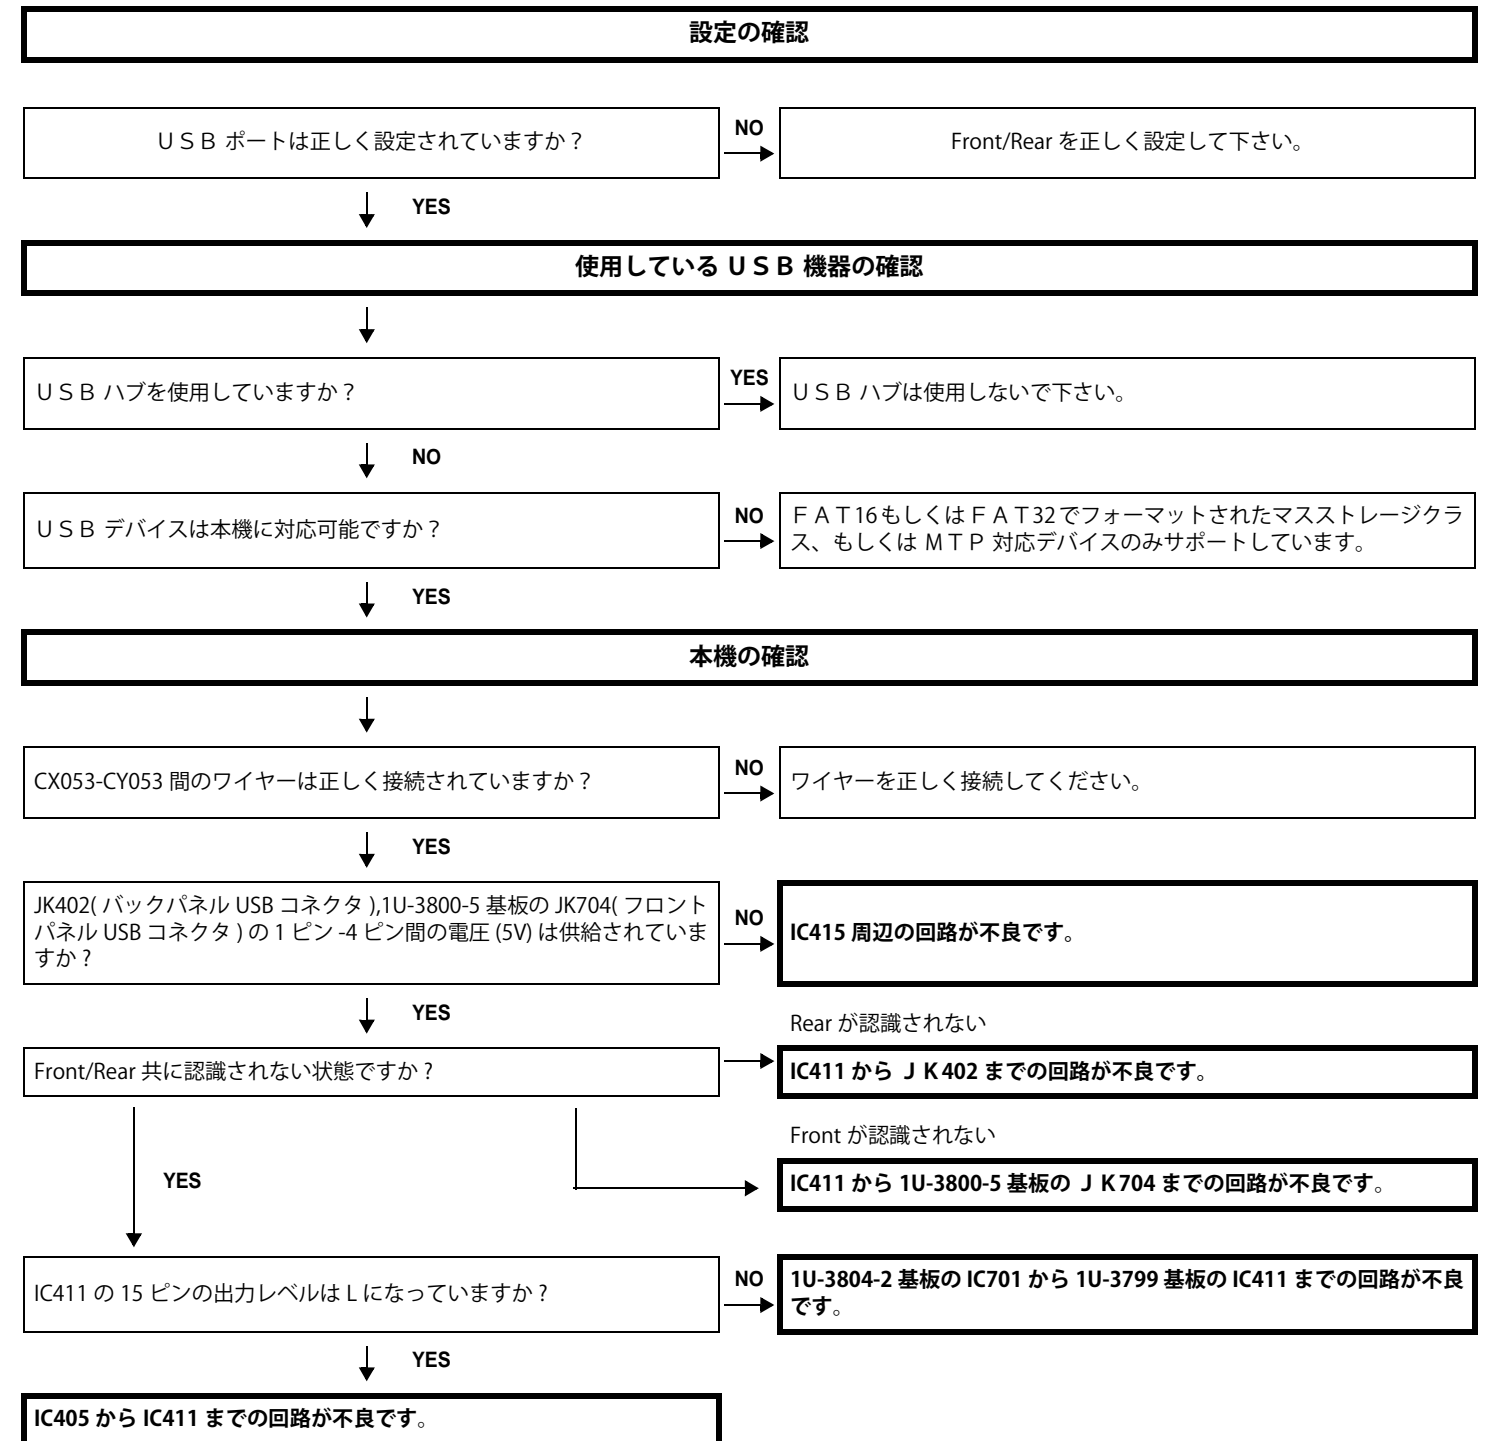 設定の確認
ＵＳＢ ポートは正しく設定されていますか？
NO
Front/Rear を正しく設定して下さい。
YES
使用している ＵＳＢ 機器の確認
ＵＳＢ ハブを使用していますか？
YES
ＵＳＢ ハブは使用しないで下さい。
NO
ＵＳＢ デバイスは本機に対応可能ですか？
NO
ＦＡＴ16 もしくは ＦＡＴ32 でフォーマットされたマスストレージクラ
ス、もしくは ＭＴＰ 対応デバイスのみサポートしています。
YES
本機の確認
CX053-CY053 間のワイヤーは正しく接続されていますか？
NO
ワイヤーを正しく接続してください。
YES
JK402( バックパネル USB コネクタ ),1U-3800-5 基板の JK704( フロント
パネル USB コネクタ ) の 1 ピン -4 ピン間の電圧 (5V) は供給されていま
すか ?
NO
IC415 周辺の回路が不良です。
YES
Rear が認識されない
Front/Rear 共に認識されない状態ですか ?
IC411 から ＪＫ402 までの回路が不良です。
Front が認識されない
YES
IC411 から 1U-3800-5 基板の ＪＫ704 までの回路が不良です。
IC411 の 15 ピンの出力レベルは L になっていますか ?
NO
1U-3804-2 基板の IC701 から 1U-3799 基板の IC411 までの回路が不良
です。
YES
IC405 から IC411 までの回路が不良です。